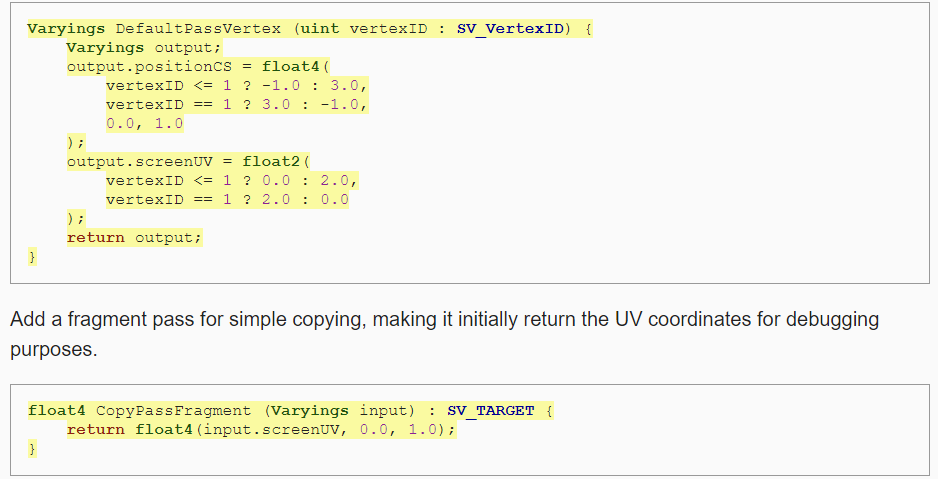 Varyings DefaultPassVertex (uint vertexID : SV_VertexID) {
Varyings output;
output.positionCS = float4(
vertexID <= 1 ? -1.0 : 3.0,
vertexID == 1 ? 3.0 : -1.0,
0.0, 1.0
);
output.screenUV = float2(
vertexID <= 1 ? 0.0 : 2.0,
vertexID == 1 ? 2.0 : 0.0
);
return output;
}
Add a fragment pass for simple copying, making it initially return the UV coordinates for debugging
purposes.
float4 CopyPassFragment (Varyings input) : SV_TARGET {
return float4(input.screenUV, 0.0, 1.0);
}